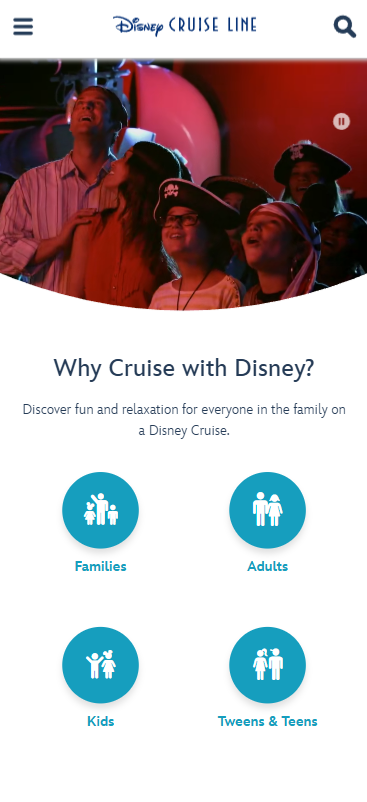 Disney CRUISE LINE
Why Cruise with Disney?
Discover fun and relaxation for everyone in the family on
a Disney Cruise.
Families
Adults
Kids
Tweens & Teens